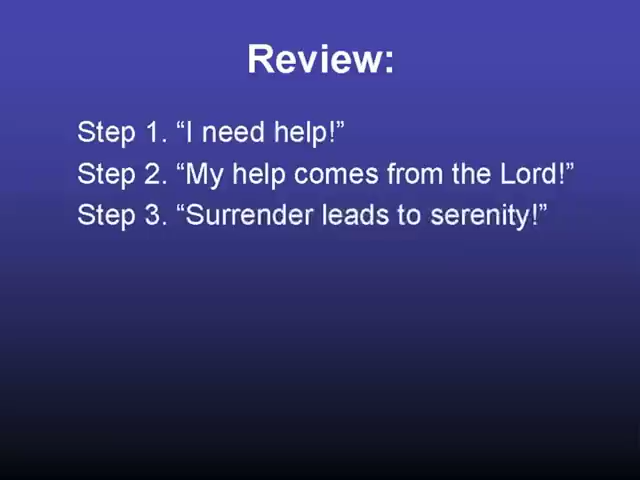 Review:
Step 1. “I need help!”
Step 2. “My help comes from the Lord!”
Step 3. “Surrender leads to serenity!”